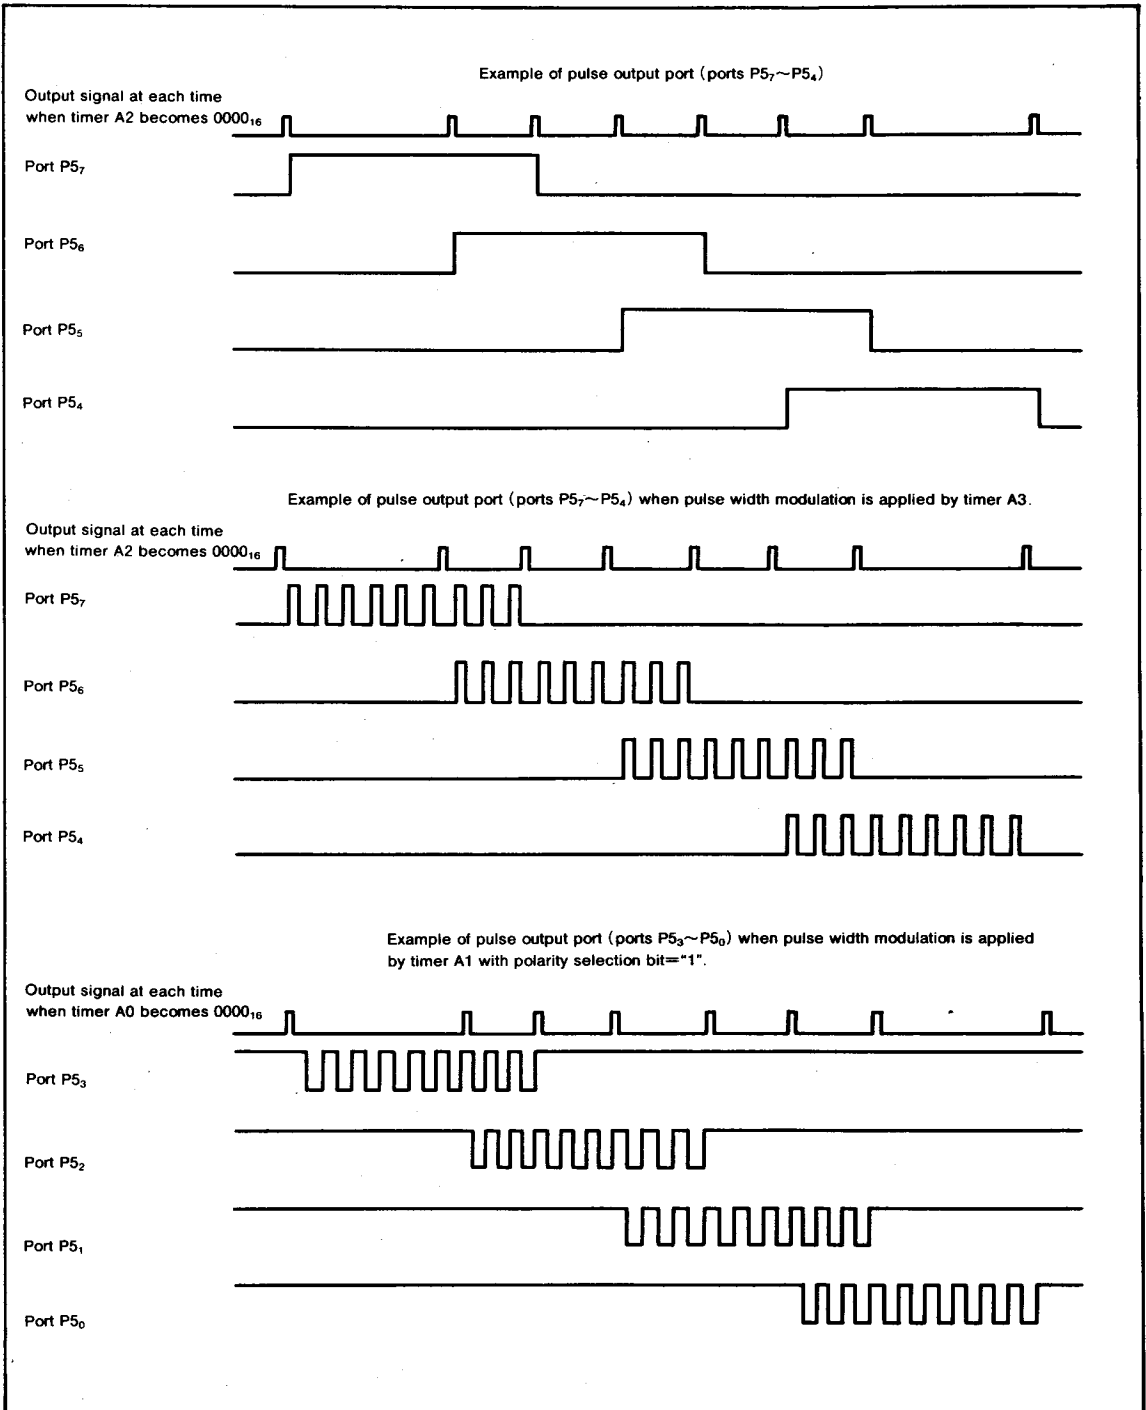 Example of pulse output port (ports P5₇～P5₄)
Output signal at each time
when timer A2 becomes 0000₁₆
Port P5₇
Port P5₆
Port P5₅
Port P5₄
Example of pulse output port (ports P5₇～P5₄) when pulse width modulation is applied by timer A3.
Output signal at each time
when timer A2 becomes 0000₁₆
Port P5₇
Port P5₆
Port P5₅
Port P5₄
Example of pulse output port (ports P5₃～P5₀) when pulse width modulation is applied
by timer A1 with polarity selection bit="1".
Output signal at each time
when timer A0 becomes 0000₁₆
Port P5₃
Port P5₂
Port P5₁
Port P5₀